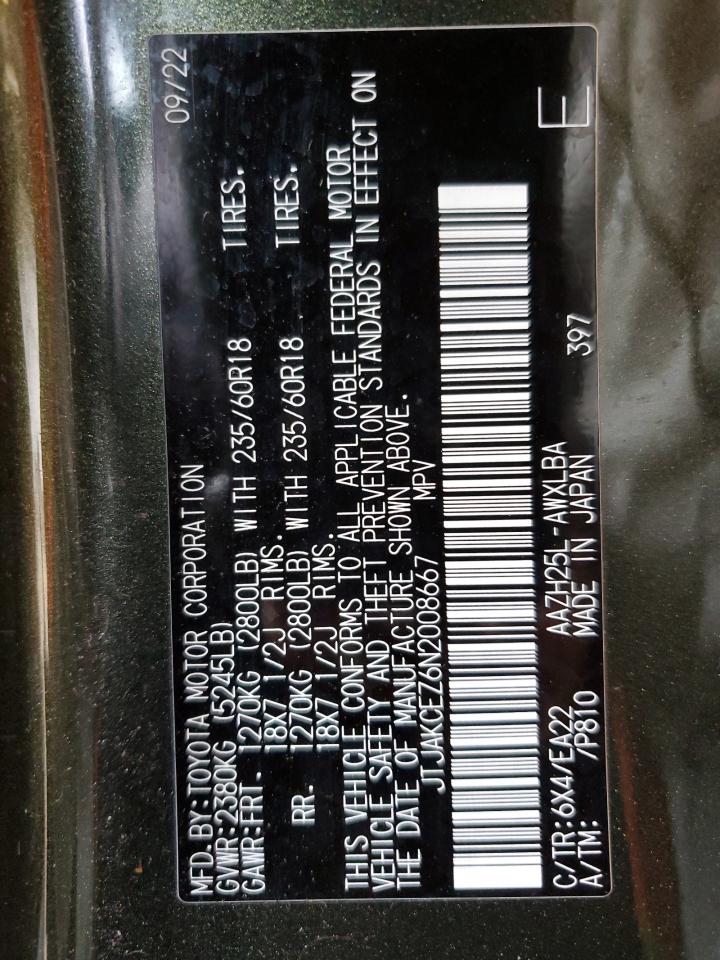 MFD.BY:TOYOTA MOTOR CORPORATION 09/22
GVWR:2380KG (5245LB)
GAWR:FRT. 1270KG (2800LB) WITH 235/60R18 TIRES.
18X7 1/2J RIMS.
RR. 1270KG (2800LB) WITH 235/60R18 TIRES.
18X7 1/2J RIMS.
THIS VEHICLE CONFORMS TO ALL APPLICABLE FEDERAL MOTOR
VEHICLE SAFETY AND THEFT PREVENTION STANDARDS IN EFFECT ON
THE DATE OF MANUFACTURE SHOWN ABOVE.
JTJAKCEZ6N2008667 MPV
C/TR:6X4/EA22 AAZH25L-AWXLBA
A/TM: /P810 MADE IN JAPAN 397 E